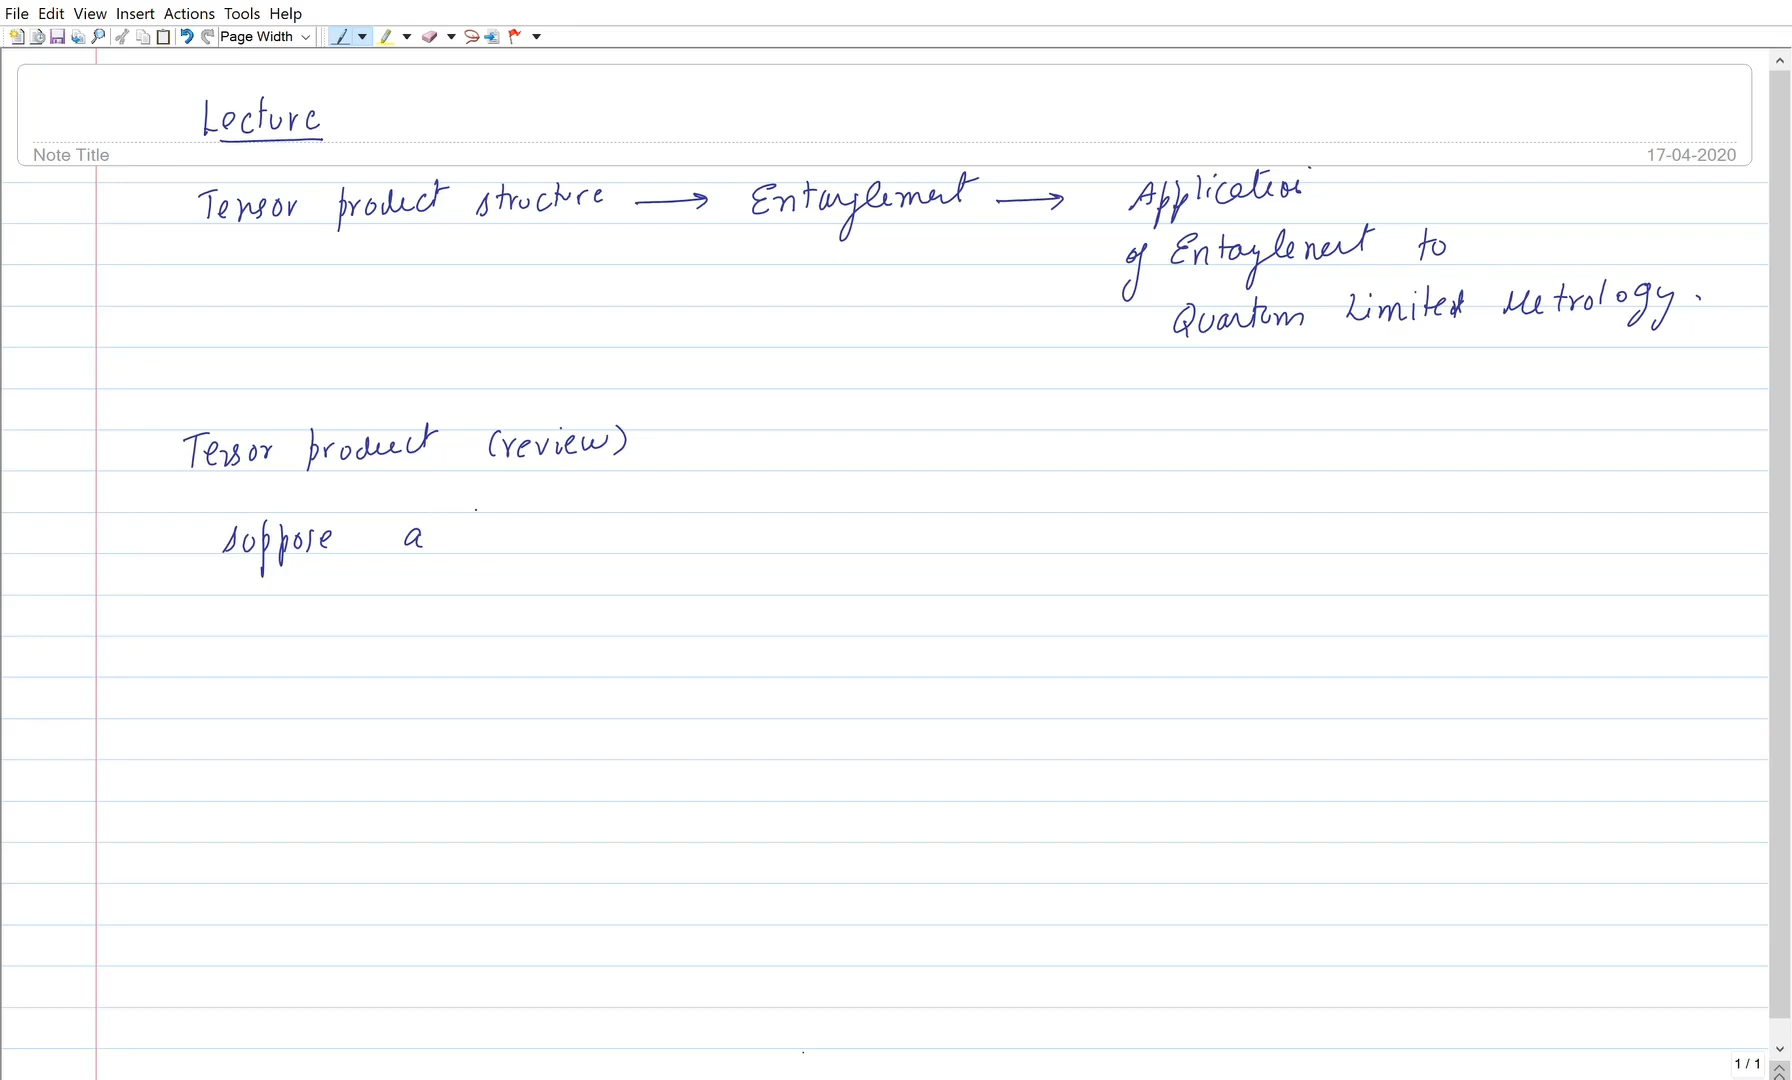 File Edit View Insert Actions Tools Help
Page Width
Lecture
Note Title 17-04-2020
Tensor product structure → Entanglement → Application
of Entanglement to
Quantum Limited Metrology.
Tensor product (review)
suppose a
1 / 1